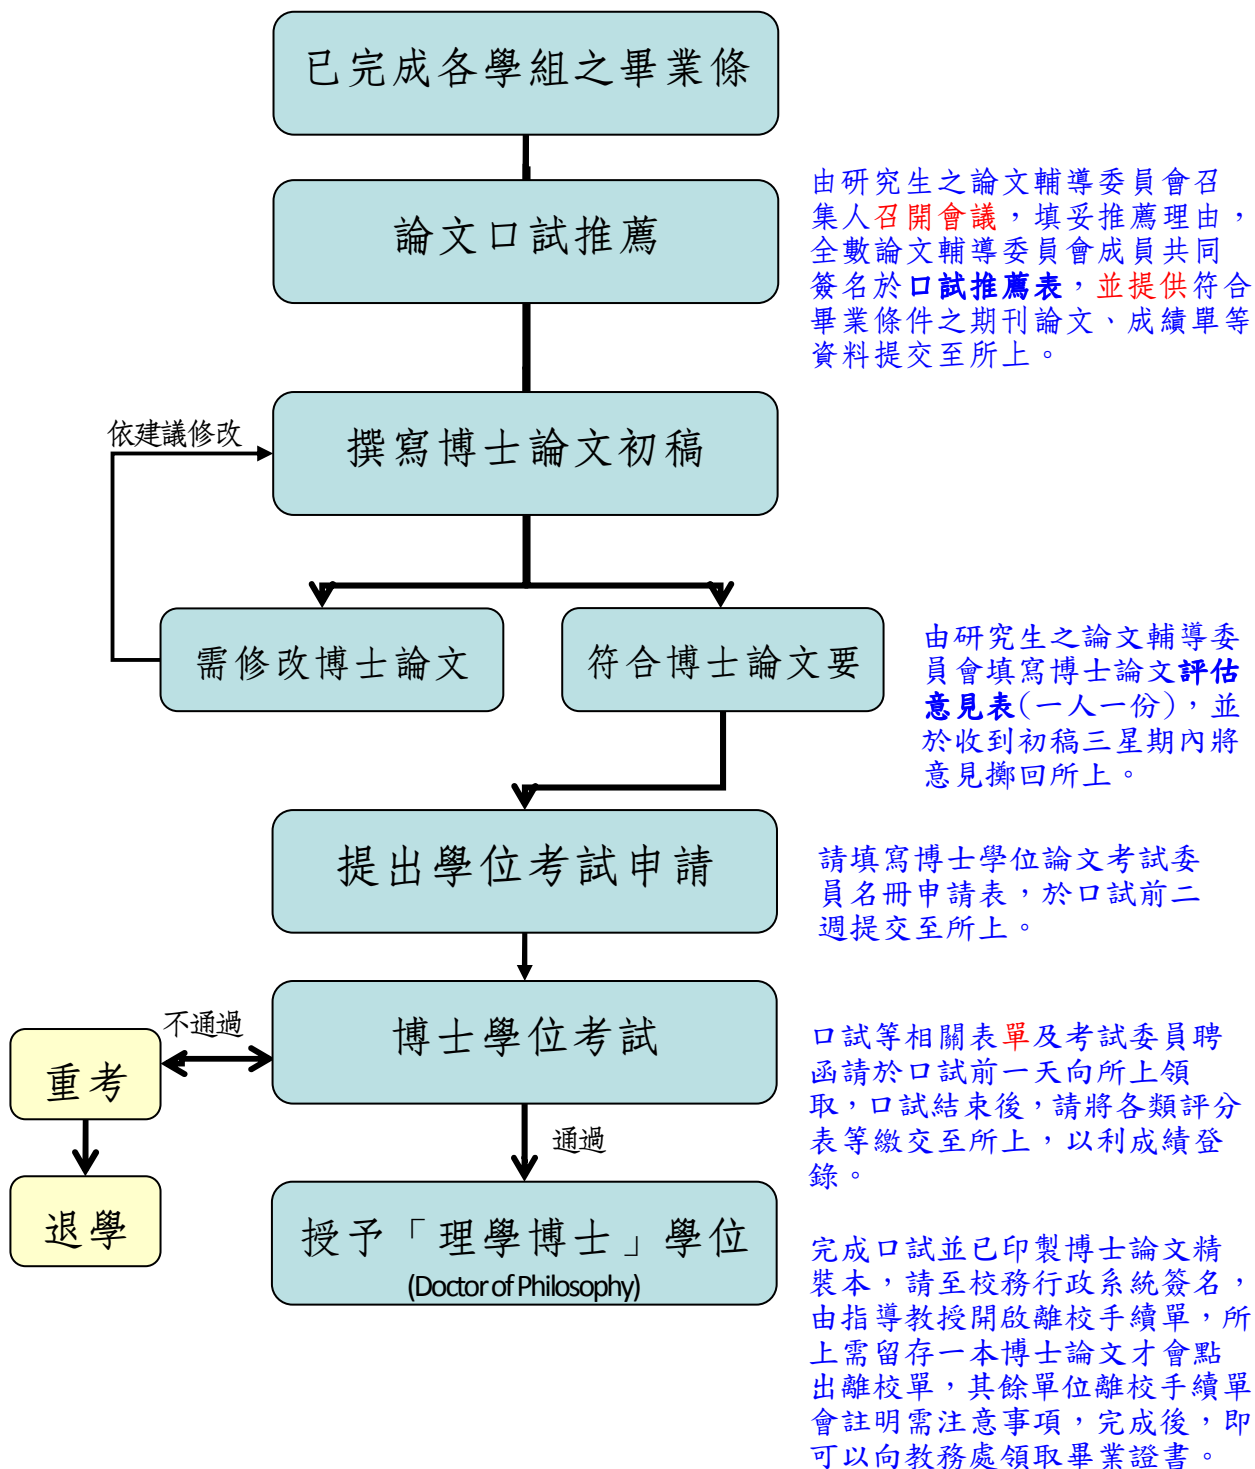 已完成各學組之畢業條
論文口試推薦
由研究生之論文輔導委員會召
集人召開會議，填妥推薦理由，
全數論文輔導委員會成員共同
簽名於口試推薦表，並提供符合
畢業條件之期刊論文、成績單等
資料提交至所上。
依建議修改
撰寫博士論文初稿
需修改博士論文
符合博士論文要
由研究生之論文輔導委
員會填寫博士論文評估
意見表(一人一份)，並
於收到初稿三星期內將
意見擲回所上。
提出學位考試申請
請填寫博士學位論文考試委
員名冊申請表，於口試前二
週提交至所上。
不通過
重考
博士學位考試
口試等相關表單及考試委員聘
函請於口試前一天向所上領
取，口試結束後，請將各類評分
表等繳交至所上，以利成績登
錄。
通過
退學
授予「理學博士」學位
(Doctor of Philosophy)
完成口試並已印製博士論文精
裝本，請至校務行政系統簽名，
由指導教授開啟離校手續單，所
上需留存一本博士論文才會點
出離校單，其餘單位離校手續單
會註明需注意事項，完成後，即
可以向教務處領取畢業證書。